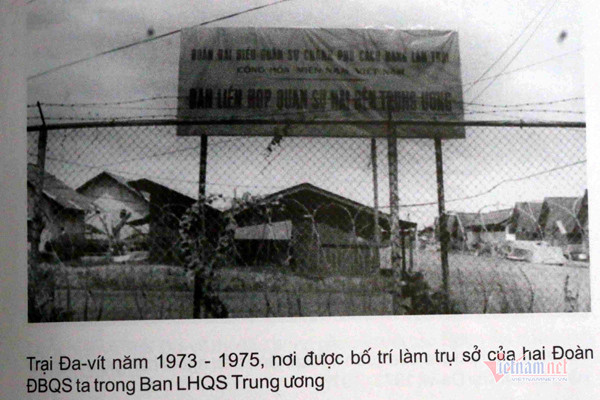 ĐOÀN ĐẠI BIỂU QUÂN SỰ CHÁNH PHỦ CÁCH MẠNG LÂM THỜI
CỘNG HÒA MIỀN NAM VIỆT NAM
BAN LIÊN HỢP QUÂN SỰ HAI BÊN TRUNG ƯƠNG
Trại Đa-vít năm 1973 - 1975, nơi được bố trí làm trụ sở của hai Đoàn
ĐBQS ta trong Ban LHQS Trung ương
vietnamnet